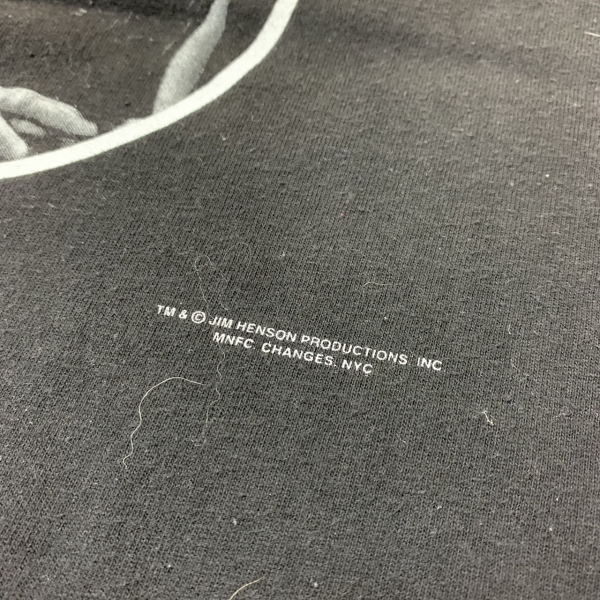 TM & © JIM HENSON PRODUCTIONS, INC
MNFC. CHANGES. NYC